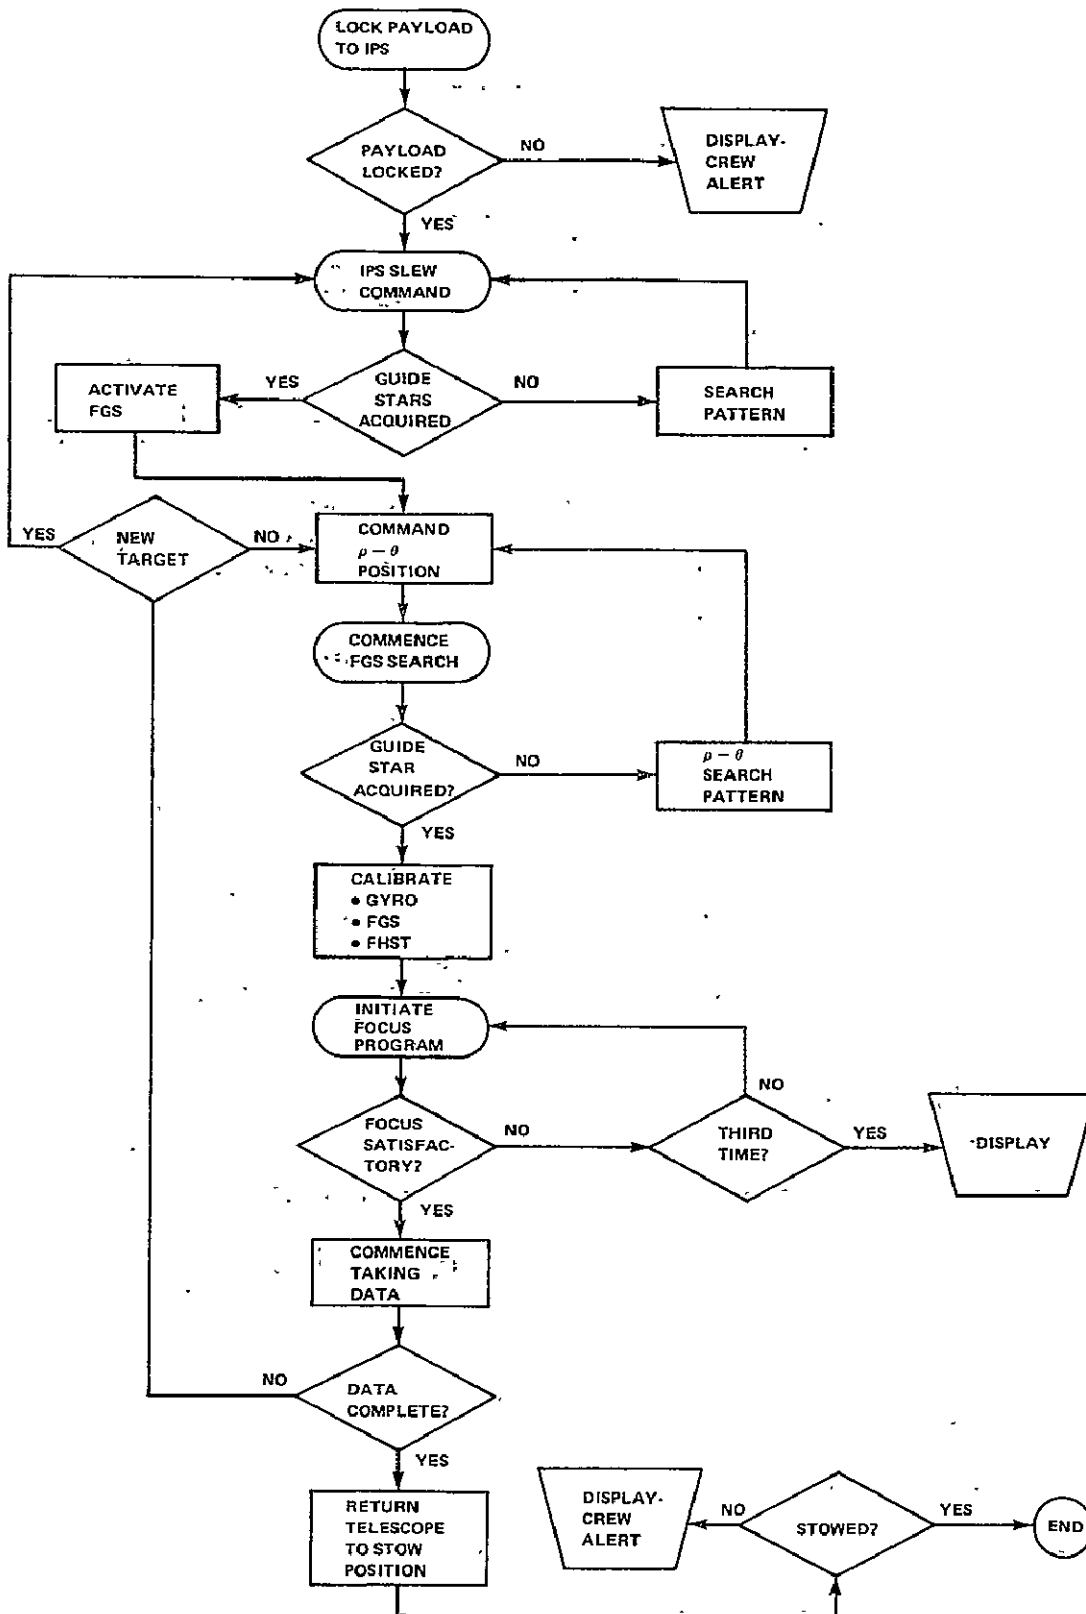 LOCK PAYLOAD
TO IPS
PAYLOAD
LOCKED?
NO
DISPLAY-
CREW
ALERT
YES
IPS SLEW
COMMAND
ACTIVATE
FGS
YES
GUIDE
STARS
ACQUIRED
NO
SEARCH
PATTERN
YES
NEW
TARGET
NO
COMMAND
ρ – θ
POSITION
COMMENCE
FGS SEARCH
GUIDE
STAR
ACQUIRED?
NO
ρ – θ
SEARCH
PATTERN
YES
CALIBRATE
• GYRO
• FGS
• FHST
INITIATE
FOCUS
PROGRAM
NO
FOCUS
SATISFAC-
TORY?
NO
THIRD
TIME?
YES
DISPLAY
YES
COMMENCE
TAKING
DATA
NO
DATA
COMPLETE?
YES
RETURN
TELESCOPE
TO STOW
POSITION
DISPLAY-
CREW
ALERT
NO
STOWED?
YES
END